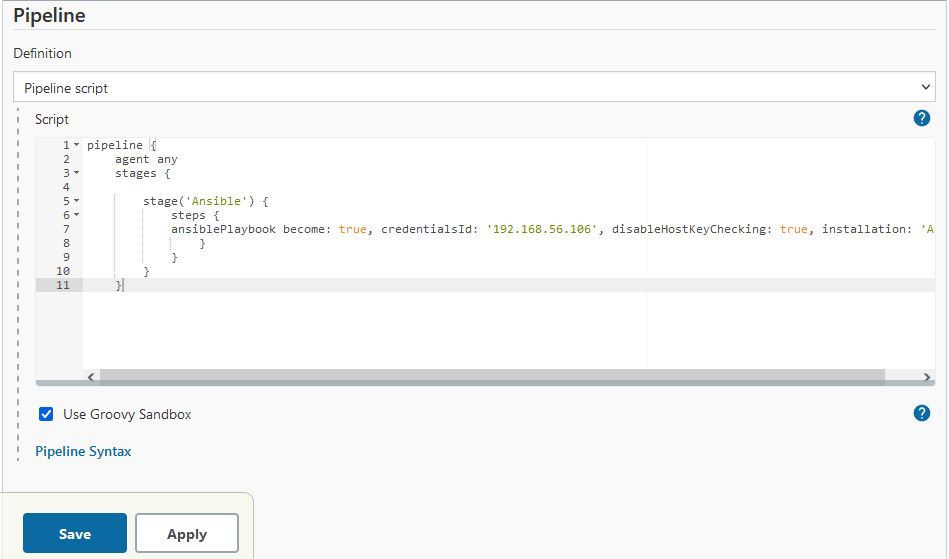 Pipeline
Definition
Pipeline script
Script
?
1 pipeline {
2 agent any
3 stages {
4
5 stage('Ansible') {
6 steps {
7 ansiblePlaybook become: true, credentialsId: '192.168.56.106', disableHostKeyChecking: true, installation: 'A
8 }
9 }
10 }
11 }
Use Groovy Sandbox
?
Pipeline Syntax
Save Apply